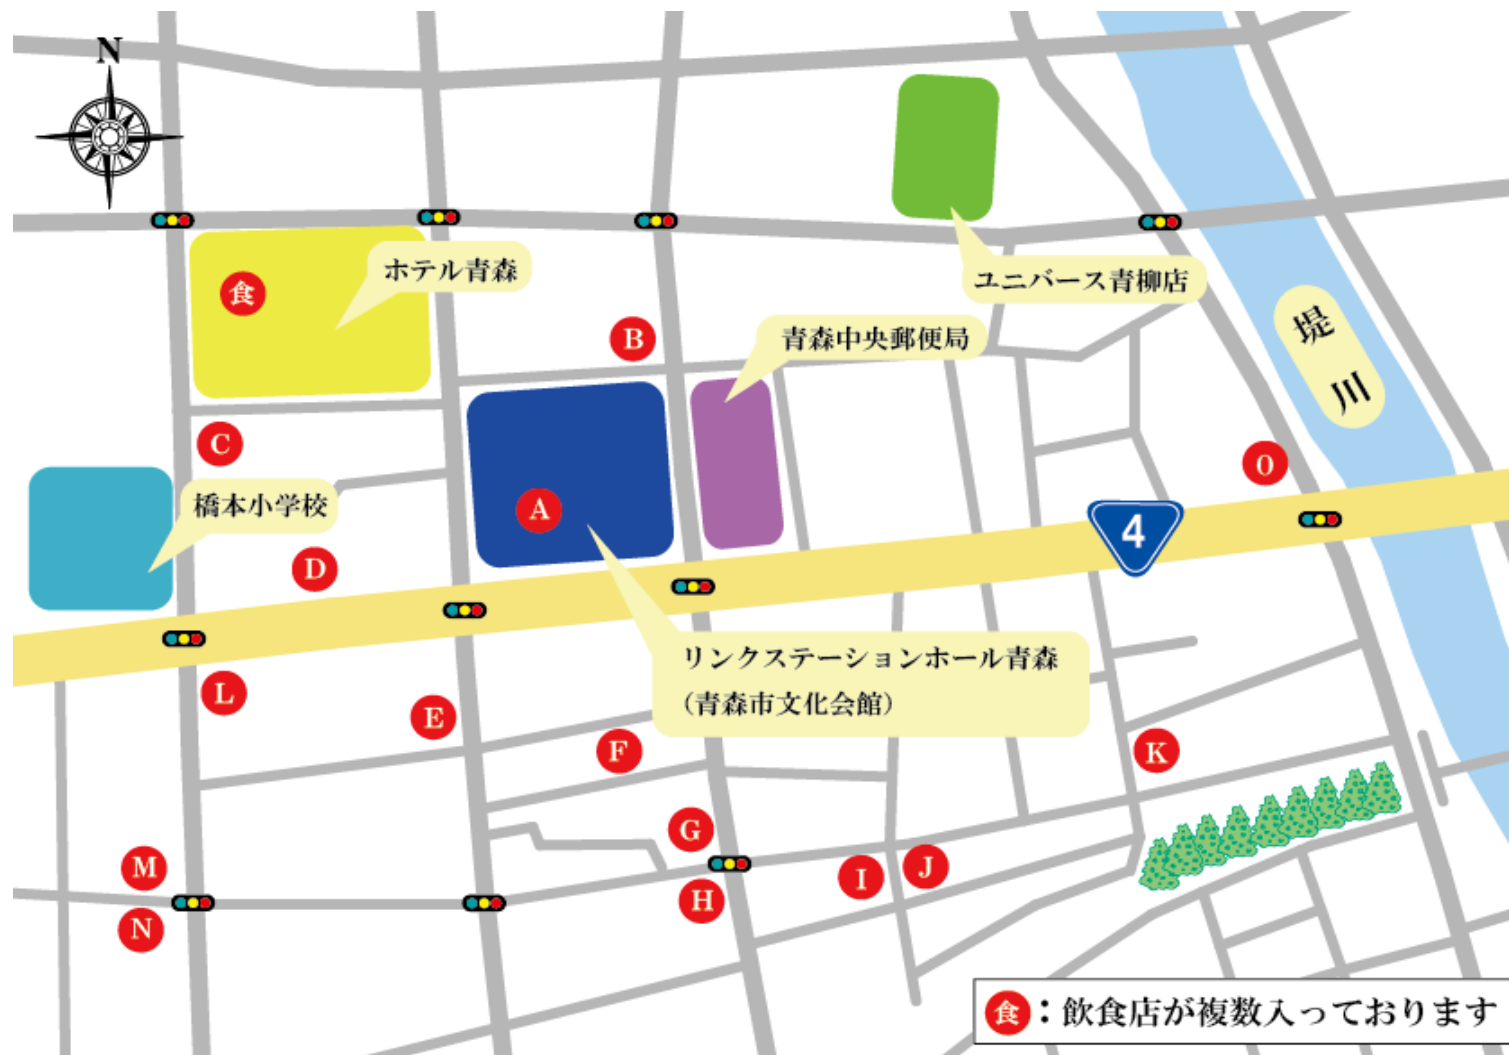 N
ホテル青森
食
ユニバース青柳店
堤川
B
青森中央郵便局
C
橋本小学校
A
O
4
D
リンクステーションホール青森
（青森市文化会館）
L
E
F
K
G
M
I
J
H
N
食：飲食店が複数入っております